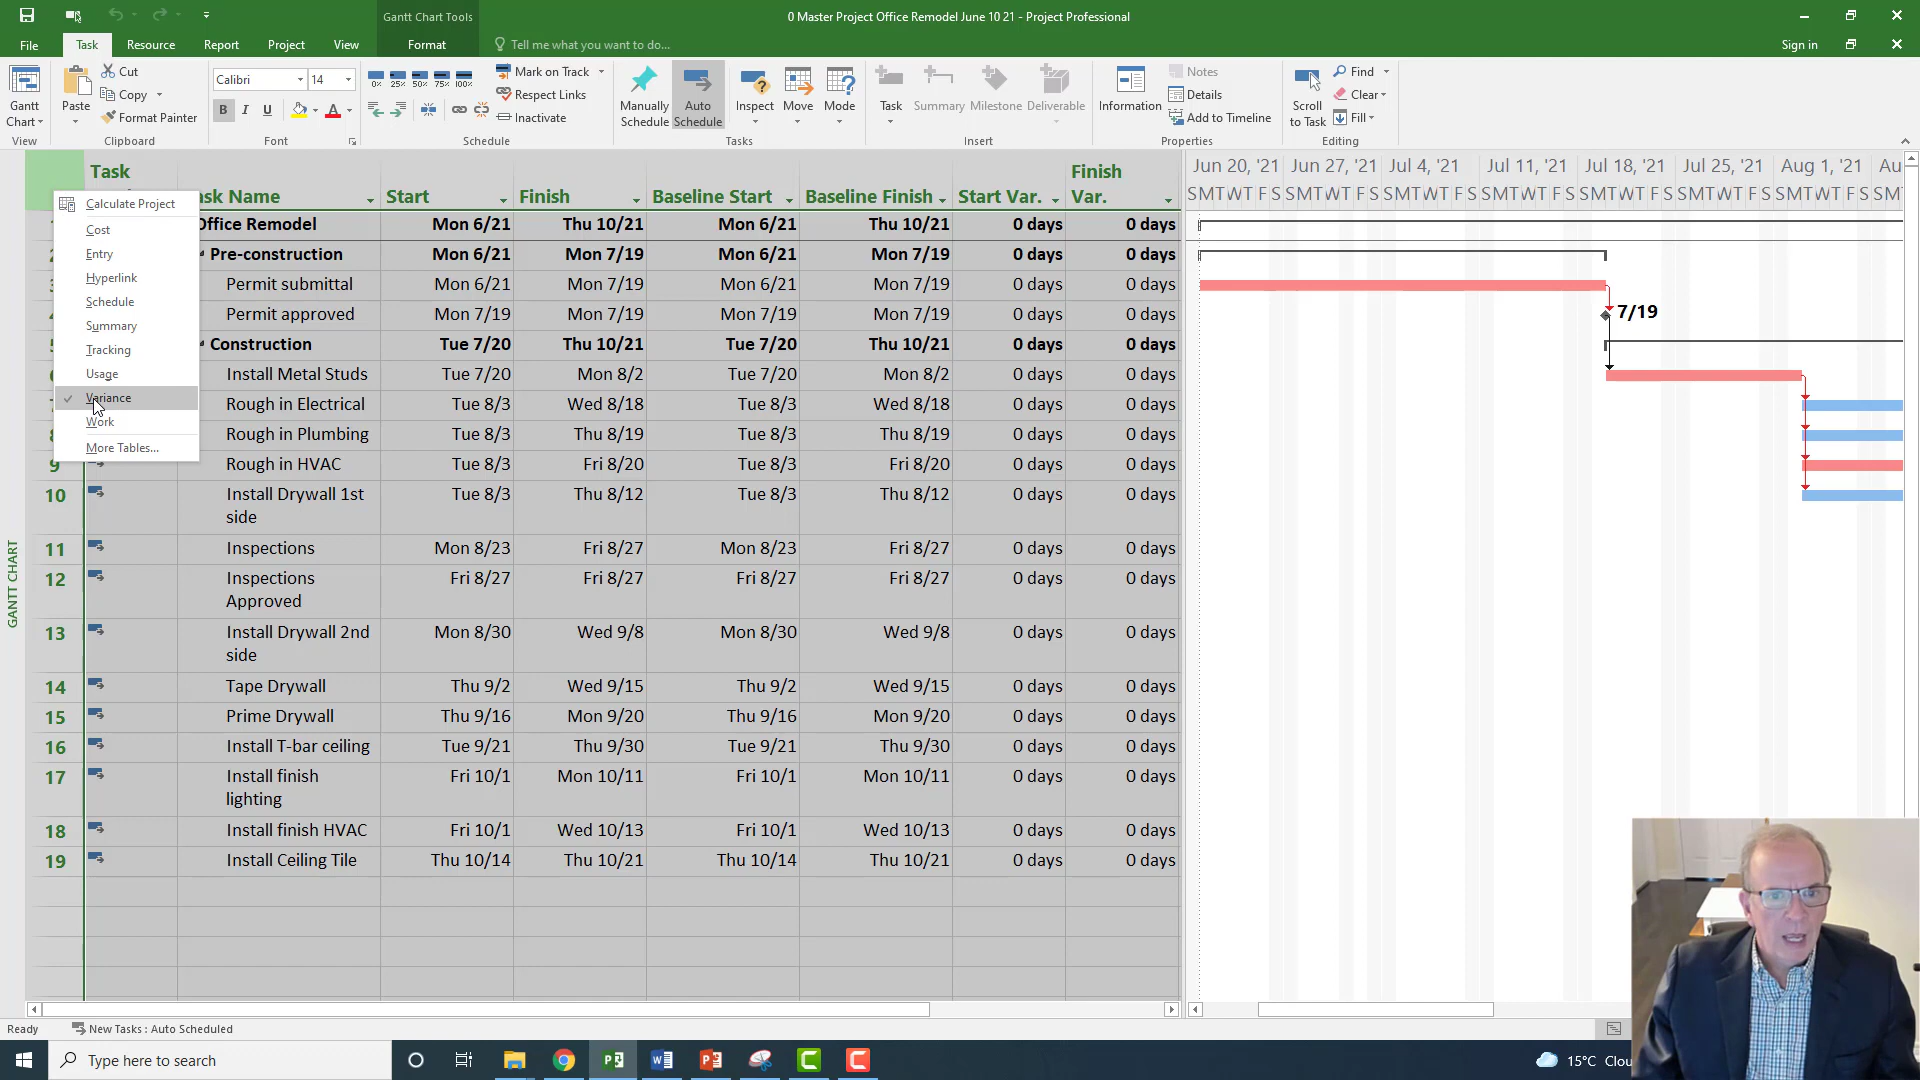 Gantt Chart Tools
0 Master Project Office Remodel June 10 21 - Project Professional
File Task Resource Report Project View Format Tell me what you want to do... Sign in
Gantt Chart
View
Paste
Cut
Copy
Format Painter
Clipboard
Calibri 14
B I U
Font
0% 25% 50% 75% 100%
Mark on Track
Respect Links
Inactivate
Schedule
Manually Schedule
Auto Schedule
Inspect Move Mode
Tasks
Task Summary Milestone Deliverable
Insert
Information
Notes
Details
Add to Timeline
Properties
Scroll to Task
Find
Clear
Fill
Editing
Task
ask Name Start Finish Baseline Start Baseline Finish Start Var. Finish Var.
Jun 20, '21 Jun 27, '21 Jul 4, '21 Jul 11, '21 Jul 18, '21 Jul 25, '21 Aug 1, '21 Au
S M T W T F S S M T W T F S S M T W T F S S M T W T F S S M T W T F S S M T W T F S S M T W T F S S M
Calculate Project
Cost
Entry
Hyperlink
Schedule
Summary
Tracking
Usage
Variance
Work
More Tables...
Office Remodel Mon 6/21 Thu 10/21 Mon 6/21 Thu 10/21 0 days 0 days
Pre-construction Mon 6/21 Mon 7/19 Mon 6/21 Mon 7/19 0 days 0 days
Permit submittal Mon 6/21 Mon 7/19 Mon 6/21 Mon 7/19 0 days 0 days
Permit approved Mon 7/19 Mon 7/19 Mon 7/19 Mon 7/19 0 days 0 days
7/19
Construction Tue 7/20 Thu 10/21 Tue 7/20 Thu 10/21 0 days 0 days
Install Metal Studs Tue 7/20 Mon 8/2 Tue 7/20 Mon 8/2 0 days 0 days
Rough in Electrical Tue 8/3 Wed 8/18 Tue 8/3 Wed 8/18 0 days 0 days
Rough in Plumbing Tue 8/3 Thu 8/19 Tue 8/3 Thu 8/19 0 days 0 days
9 Rough in HVAC Tue 8/3 Fri 8/20 Tue 8/3 Fri 8/20 0 days 0 days
10 Install Drywall 1st Tue 8/3 Thu 8/12 Tue 8/3 Thu 8/12 0 days 0 days
side
11 Inspections Mon 8/23 Fri 8/27 Mon 8/23 Fri 8/27 0 days 0 days
12 Inspections Fri 8/27 Fri 8/27 Fri 8/27 Fri 8/27 0 days 0 days
Approved
13 Install Drywall 2nd Mon 8/30 Wed 9/8 Mon 8/30 Wed 9/8 0 days 0 days
side
14 Tape Drywall Thu 9/2 Wed 9/15 Thu 9/2 Wed 9/15 0 days 0 days
15 Prime Drywall Thu 9/16 Mon 9/20 Thu 9/16 Mon 9/20 0 days 0 days
16 Install T-bar ceiling Tue 9/21 Thu 9/30 Tue 9/21 Thu 9/30 0 days 0 days
17 Install finish Fri 10/1 Mon 10/11 Fri 10/1 Mon 10/11 0 days 0 days
lighting
18 Install finish HVAC Fri 10/1 Wed 10/13 Fri 10/1 Wed 10/13 0 days 0 days
19 Install Ceiling Tile Thu 10/14 Thu 10/21 Thu 10/14 Thu 10/21 0 days 0 days
GANTT CHART
Ready New Tasks : Auto Scheduled
Type here to search
15°C Clou